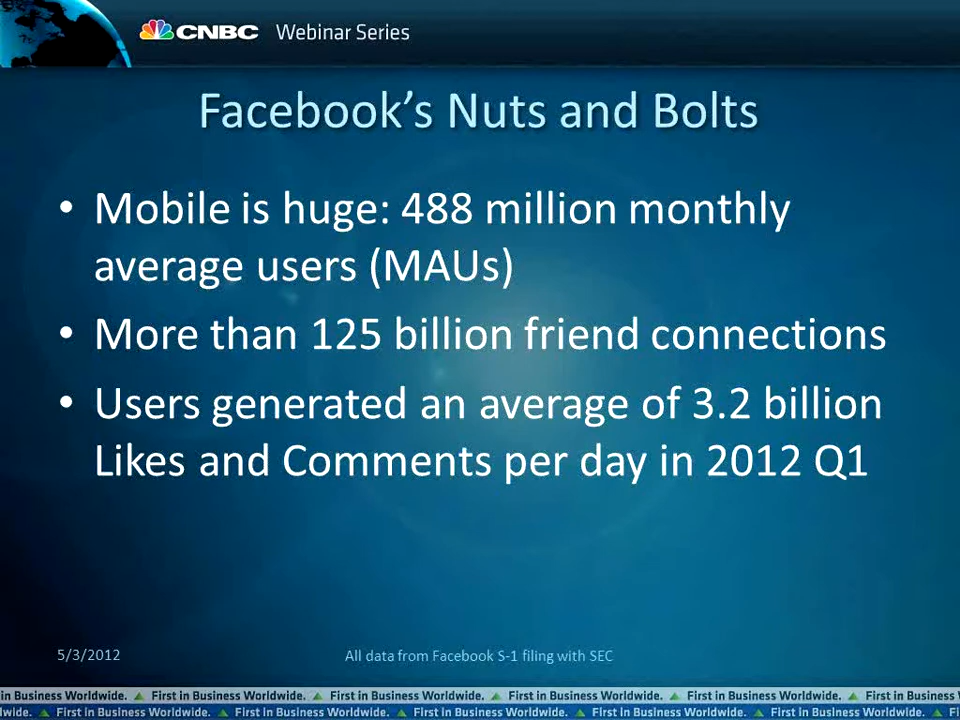 CNBC Webinar Series
Facebook’s Nuts and Bolts
• Mobile is huge: 488 million monthly
average users (MAUs)
• More than 125 billion friend connections
• Users generated an average of 3.2 billion
Likes and Comments per day in 2012 Q1
5/3/2012 All data from Facebook S-1 filing with SEC
in Business Worldwide. First in Business Worldwide. First in Business Worldwide. First in Business Worldwide. First in Business Worldwide. First in Business
dwide. First in Business Worldwide. First in Business Worldwide. First in Business Worldwide. First in Business Worldwide. First in Business Worldwide. Fi